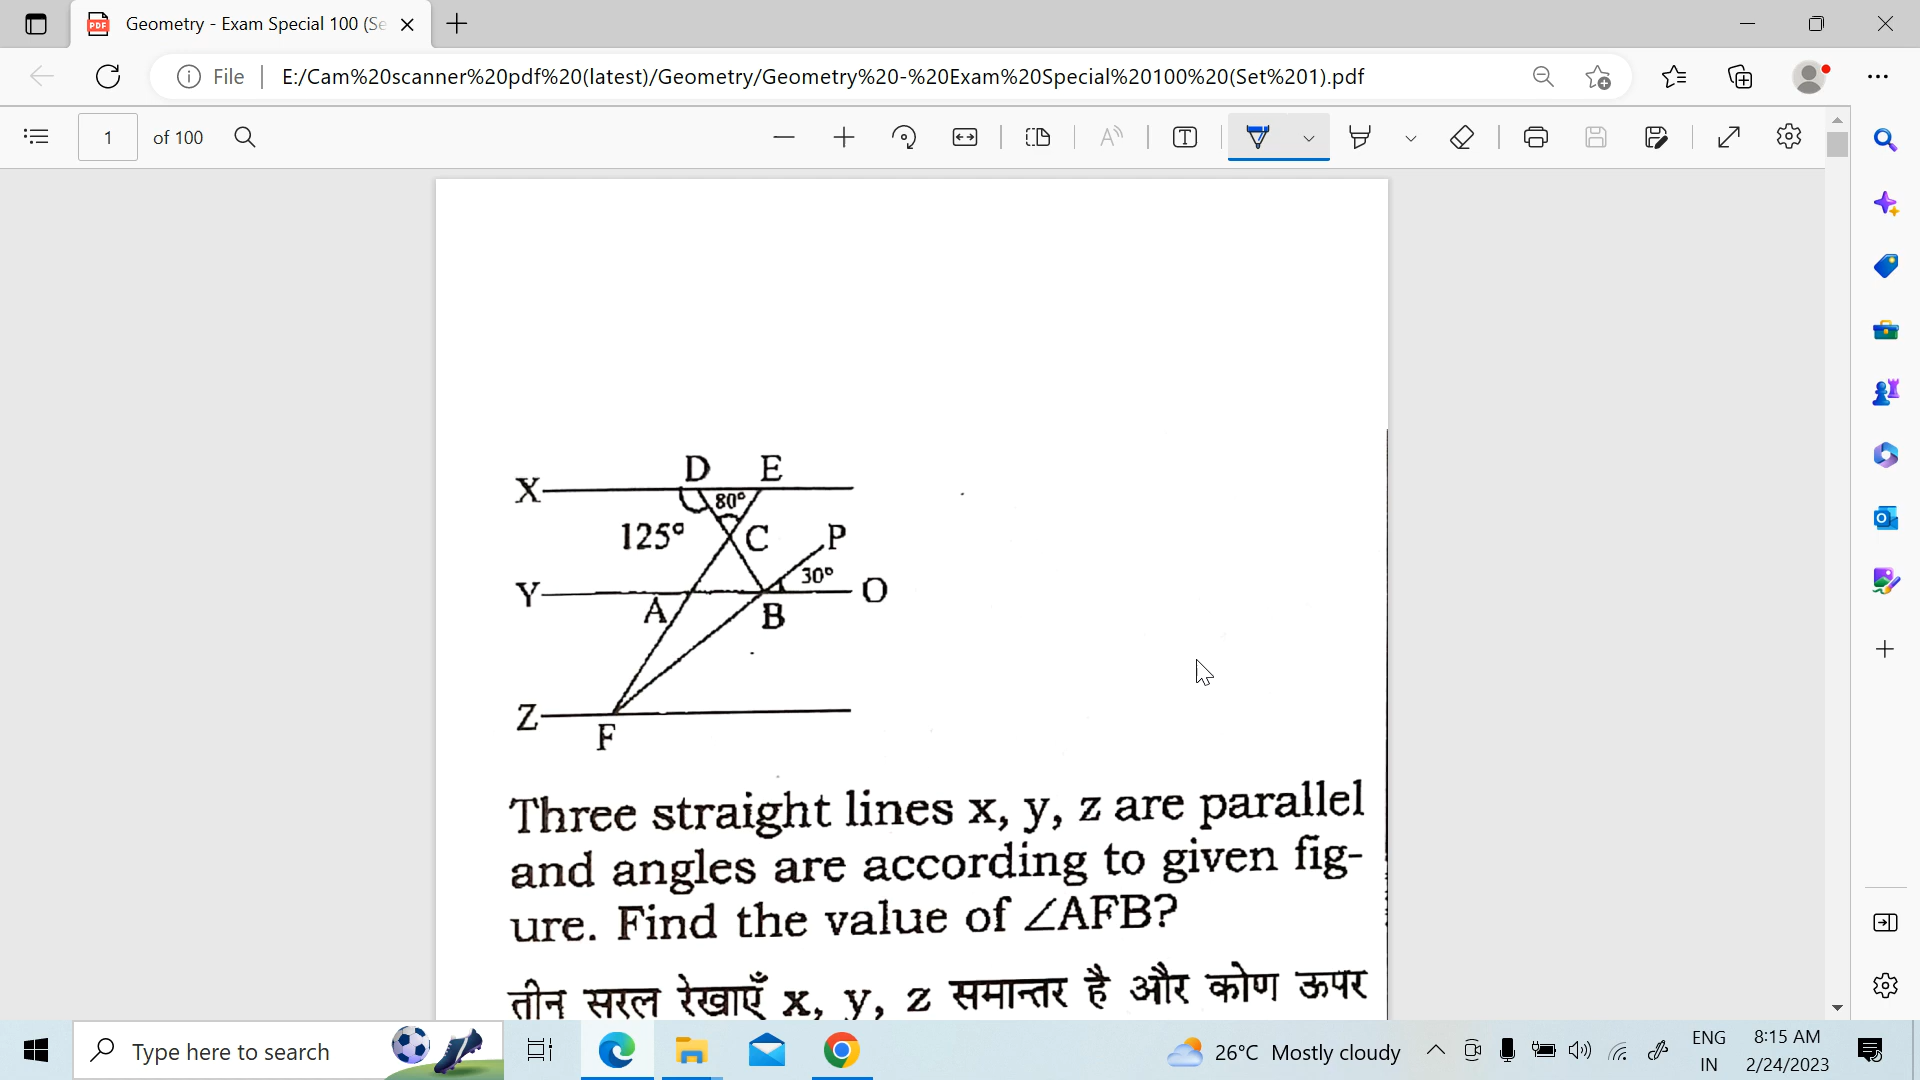 Geometry - Exam Special 100 (Se
File
E:/Cam%20scanner%20pdf%20(latest)/Geometry/Geometry%20-%20Exam%20Special%20100%20(Set%201).pdf
1 of 100
D E
X
80°
125°
C P
30°
Y O
A B
Z
F
Three straight lines x, y, z are parallel
and angles are according to given fig-
ure. Find the value of ∠AFB?
तीन सरल रेखाएँ x, y, z समान्तर है और कोण ऊपर
Type here to search
26°C Mostly cloudy
ENG
IN
8:15 AM
2/24/2023